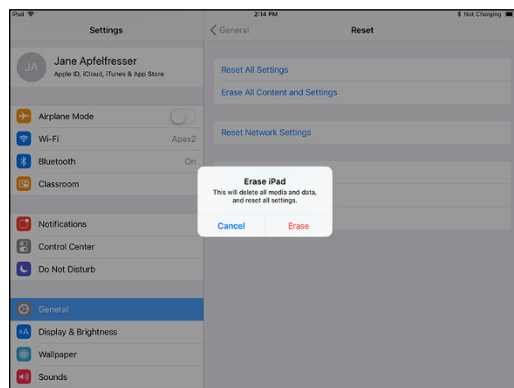 iPad
2:14 PM
Not Charging
Settings
General
Reset
JA
Jane Apfelfresser
Apple ID, iCloud, iTunes & App Store
Reset All Settings
Erase All Content and Settings
Airplane Mode
Wi-Fi
Apex2
Reset Network Settings
Bluetooth
On
Classroom
Erase iPad
This will delete all media and data,
and reset all settings.
Cancel
Erase
Notifications
Control Center
Do Not Disturb
General
AA
Display & Brightness
Wallpaper
Sounds